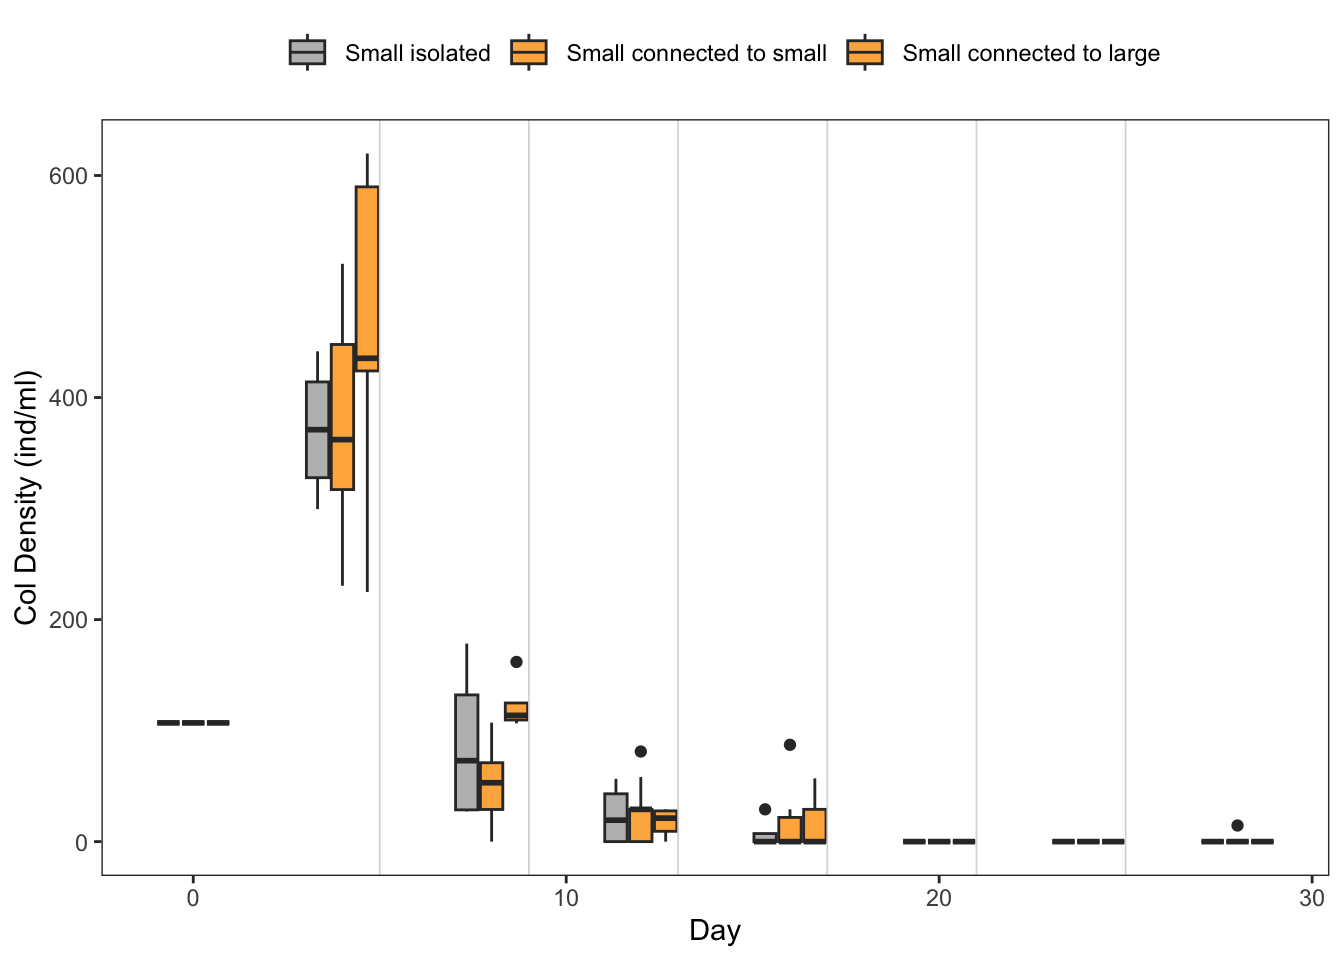 Small isolated Small connected to small Small connected to large
600
400
200
0
Col Density (ind/ml)
0 10 20 30
Day